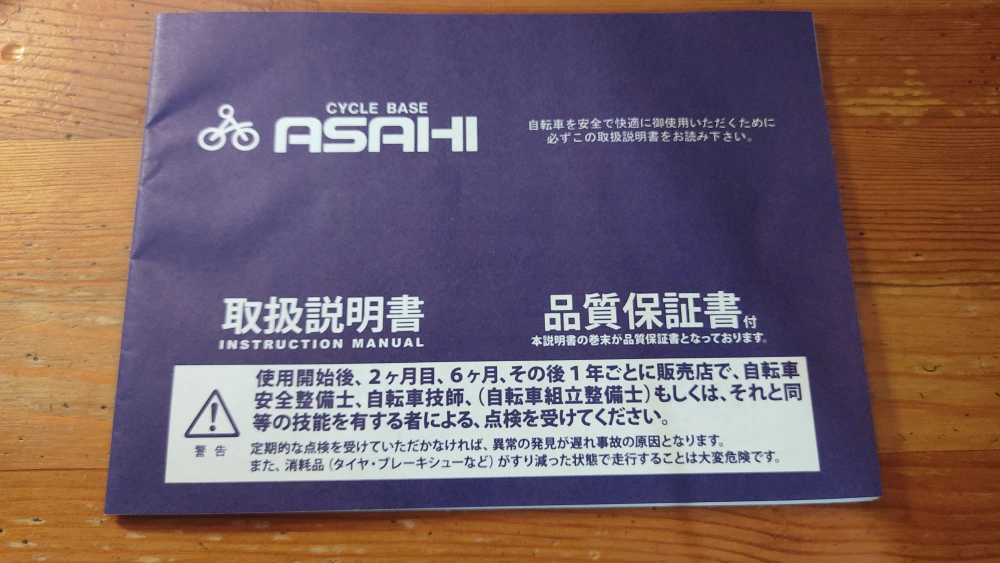 CYCLE BASE
ASAHI
自転車を安全で快適に御使用いただくために
必ずこの取扱説明書をお読み下さい。
取扱説明書
INSTRUCTION MANUAL
品質保証書付
本説明書の巻末が品質保証書となっております。
使用開始後、2ヶ月目、6ヶ月、その後1年ごとに販売店で、自転車
安全整備士、自転車技師、(自転車組立整備士)もしくは、それと同
等の技能を有する者による、点検を受けてください。
警告
定期的な点検を受けていただかなければ、異常の発見が遅れ事故の原因となります。
また、消耗品(タイヤ・ブレーキシューなど)がすり減った状態で走行することは大変危険です。